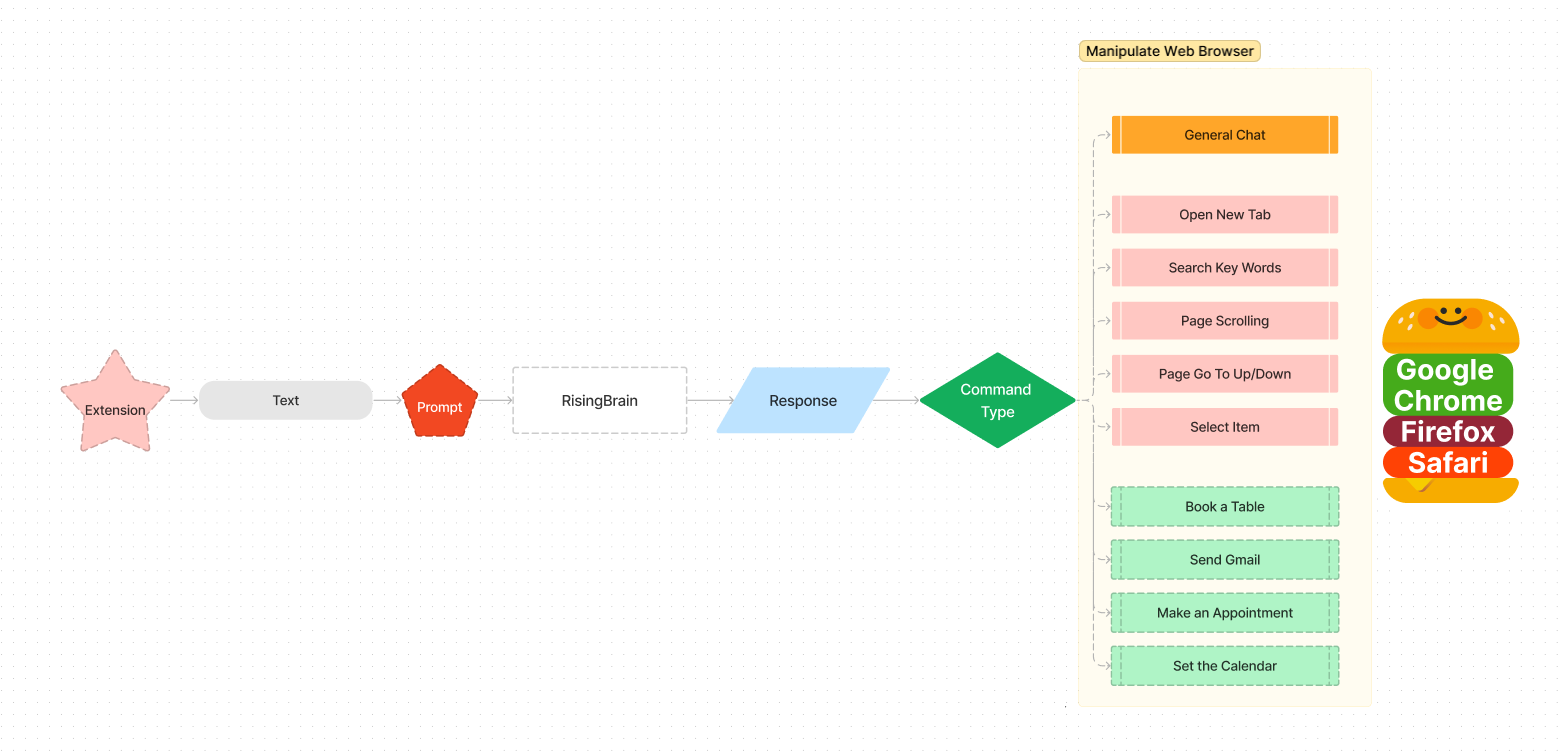 Manipulate Web Browser
General Chat
Open New Tab
Search Key Words
Page Scrolling
Page Go To Up/Down
Select Item
Book a Table
Send Gmail
Make an Appointment
Set the Calendar
Extension
Text
Prompt
RisingBrain
Response
Command
Type
Google
Chrome
Firefox
Safari